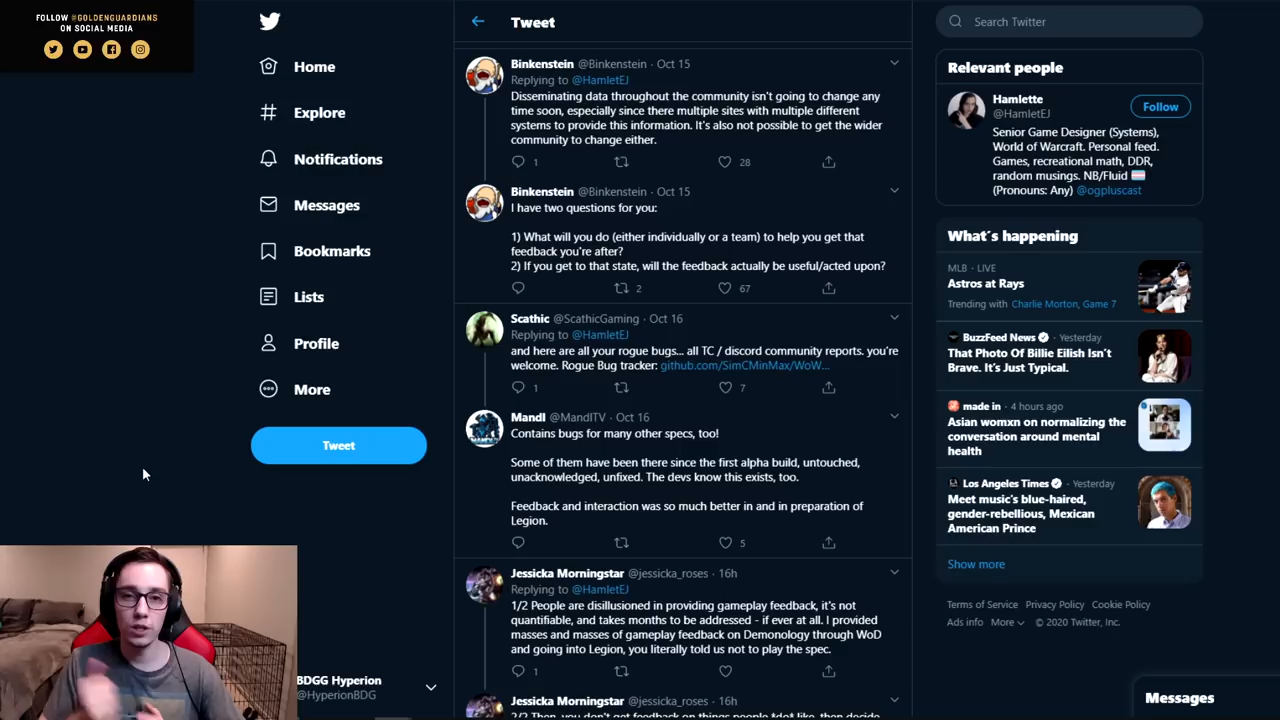 FOLLOW @GOLDENGUARDIANS
ON SOCIAL MEDIA
Home
Explore
Notifications
Messages
Bookmarks
Lists
Profile
More
Tweet
BDGG Hyperion
@HyperionBDG
Tweet
Binkenstein @Binkenstein · Oct 15
Replying to @HamletEJ
Disseminating data throughout the community isn't going to change any
time soon, especially since there multiple sites with multiple different
systems to provide this information. It's also not possible to get the wider
community to change either.
1
28
Binkenstein @Binkenstein · Oct 15
I have two questions for you:
1) What will you do (either individually or a team) to help you get that
feedback you're after?
2) If you get to that state, will the feedback actually be useful/acted upon?
2
67
Scathic @ScathicGaming · Oct 16
Replying to @HamletEJ
and here are all your rogue bugs... all TC / discord community reports. you're
welcome. Rogue Bug tracker: github.com/SimCMinMax/WoW...
1
7
Mandl @MandlTV · Oct 16
Contains bugs for many other specs, too!
Some of them have been there since the first alpha build, untouched,
unacknowledged, unfixed. The devs know this exists, too.
Feedback and interaction was so much better in and in preparation of
Legion.
5
Jessicka Morningstar @jessicka_roses · 16h
Replying to @HamletEJ
1/2 People are disillusioned in providing gameplay feedback, it's not
quantifiable, and takes months to be addressed - if ever at all. I provided
masses and masses of gameplay feedback on Demonology through WoD
and going into Legion, you literally told us not to play the spec.
1
Jessicka Morningstar @jessicka_roses · 16h
2/2 Then, you don't get feedback on things people *do* like, then decide
Search Twitter
Relevant people
Hamlette
@HamletEJ
Follow
Senior Game Designer (Systems),
World of Warcraft. Personal feed.
Games, recreational math, DDR,
random musings. NB/Fluid
(Pronouns: Any) @ogpluscast
What's happening
MLB · LIVE
Astros at Rays
Trending with Charlie Morton, Game 7
BuzzFeed News · Yesterday
That Photo Of Billie Eilish Isn't
Brave. It's Just Typical.
made in · 4 hours ago
Asian womxn on normalizing the
conversation around mental
health
Los Angeles Times · Yesterday
Meet music's blue-haired,
gender-rebellious, Mexican
American Prince
Show more
Terms of Service Privacy Policy Cookie Policy
Ads info More © 2020 Twitter, Inc.
Messages